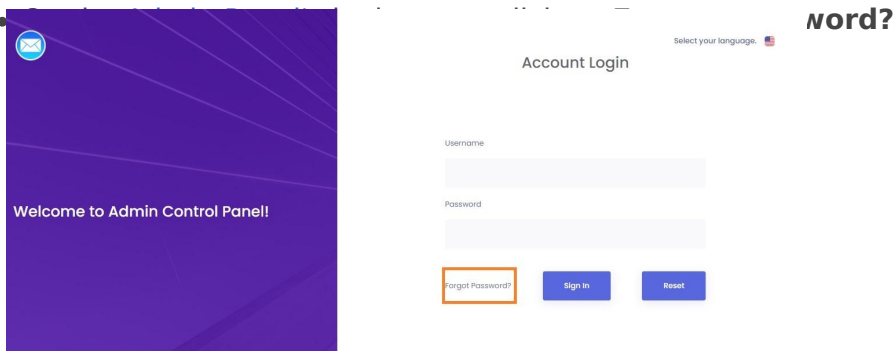 word?
Select your language.
Account Login
Username
Password
Welcome to Admin Control Panel!
Forgot Password?
Sign In
Reset